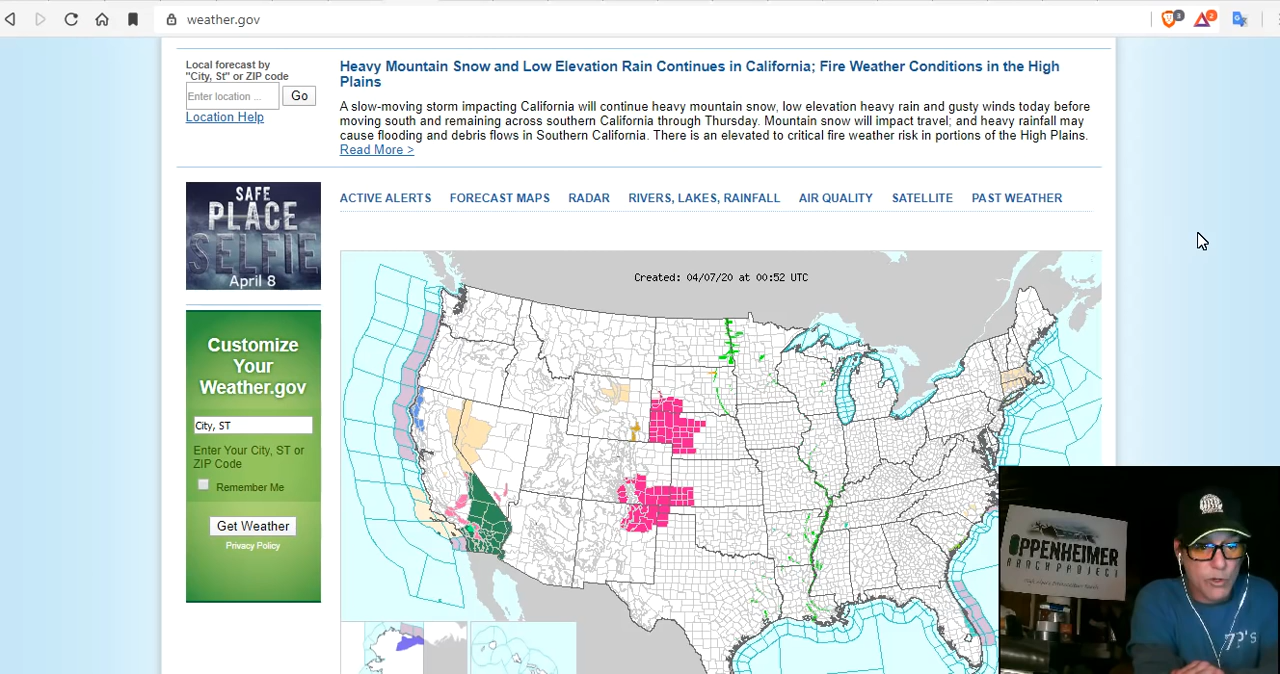 weather.gov
3
2
Local forecast by
"City, St" or ZIP code
Enter location ...
Go
Location Help
Heavy Mountain Snow and Low Elevation Rain Continues in California; Fire Weather Conditions in the High
Plains
A slow-moving storm impacting California will continue heavy mountain snow, low elevation heavy rain and gusty winds today before
moving south and remaining across southern California through Thursday. Mountain snow will impact travel; and heavy rainfall may
cause flooding and debris flows in Southern California. There is an elevated to critical fire weather risk in portions of the High Plains.
Read More >
SAFE
PLACE
SELFIE
April 8
ACTIVE ALERTS FORECAST MAPS RADAR RIVERS, LAKES, RAINFALL AIR QUALITY SATELLITE PAST WEATHER
Created: 04/07/20 at 00:52 UTC
Customize
Your
Weather.gov
City, ST
Enter Your City, ST or
ZIP Code
Remember Me
Get Weather
Privacy Policy
OPPENHEIMER
RANCH PROJECT
7P's